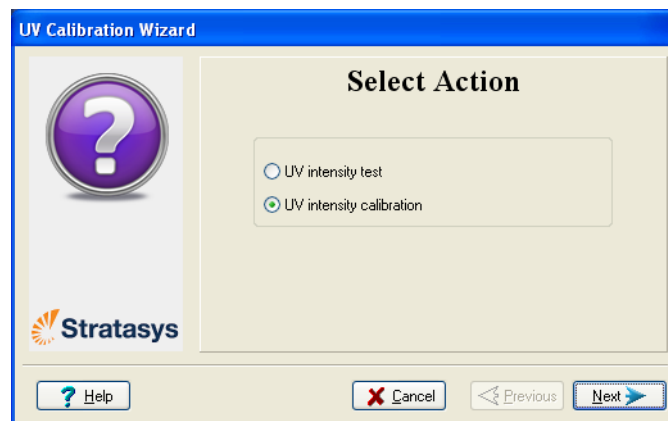 UV Calibration Wizard
Select Action
UV intensity test
UV intensity calibration
Stratasys
Help
Cancel
Previous
Next